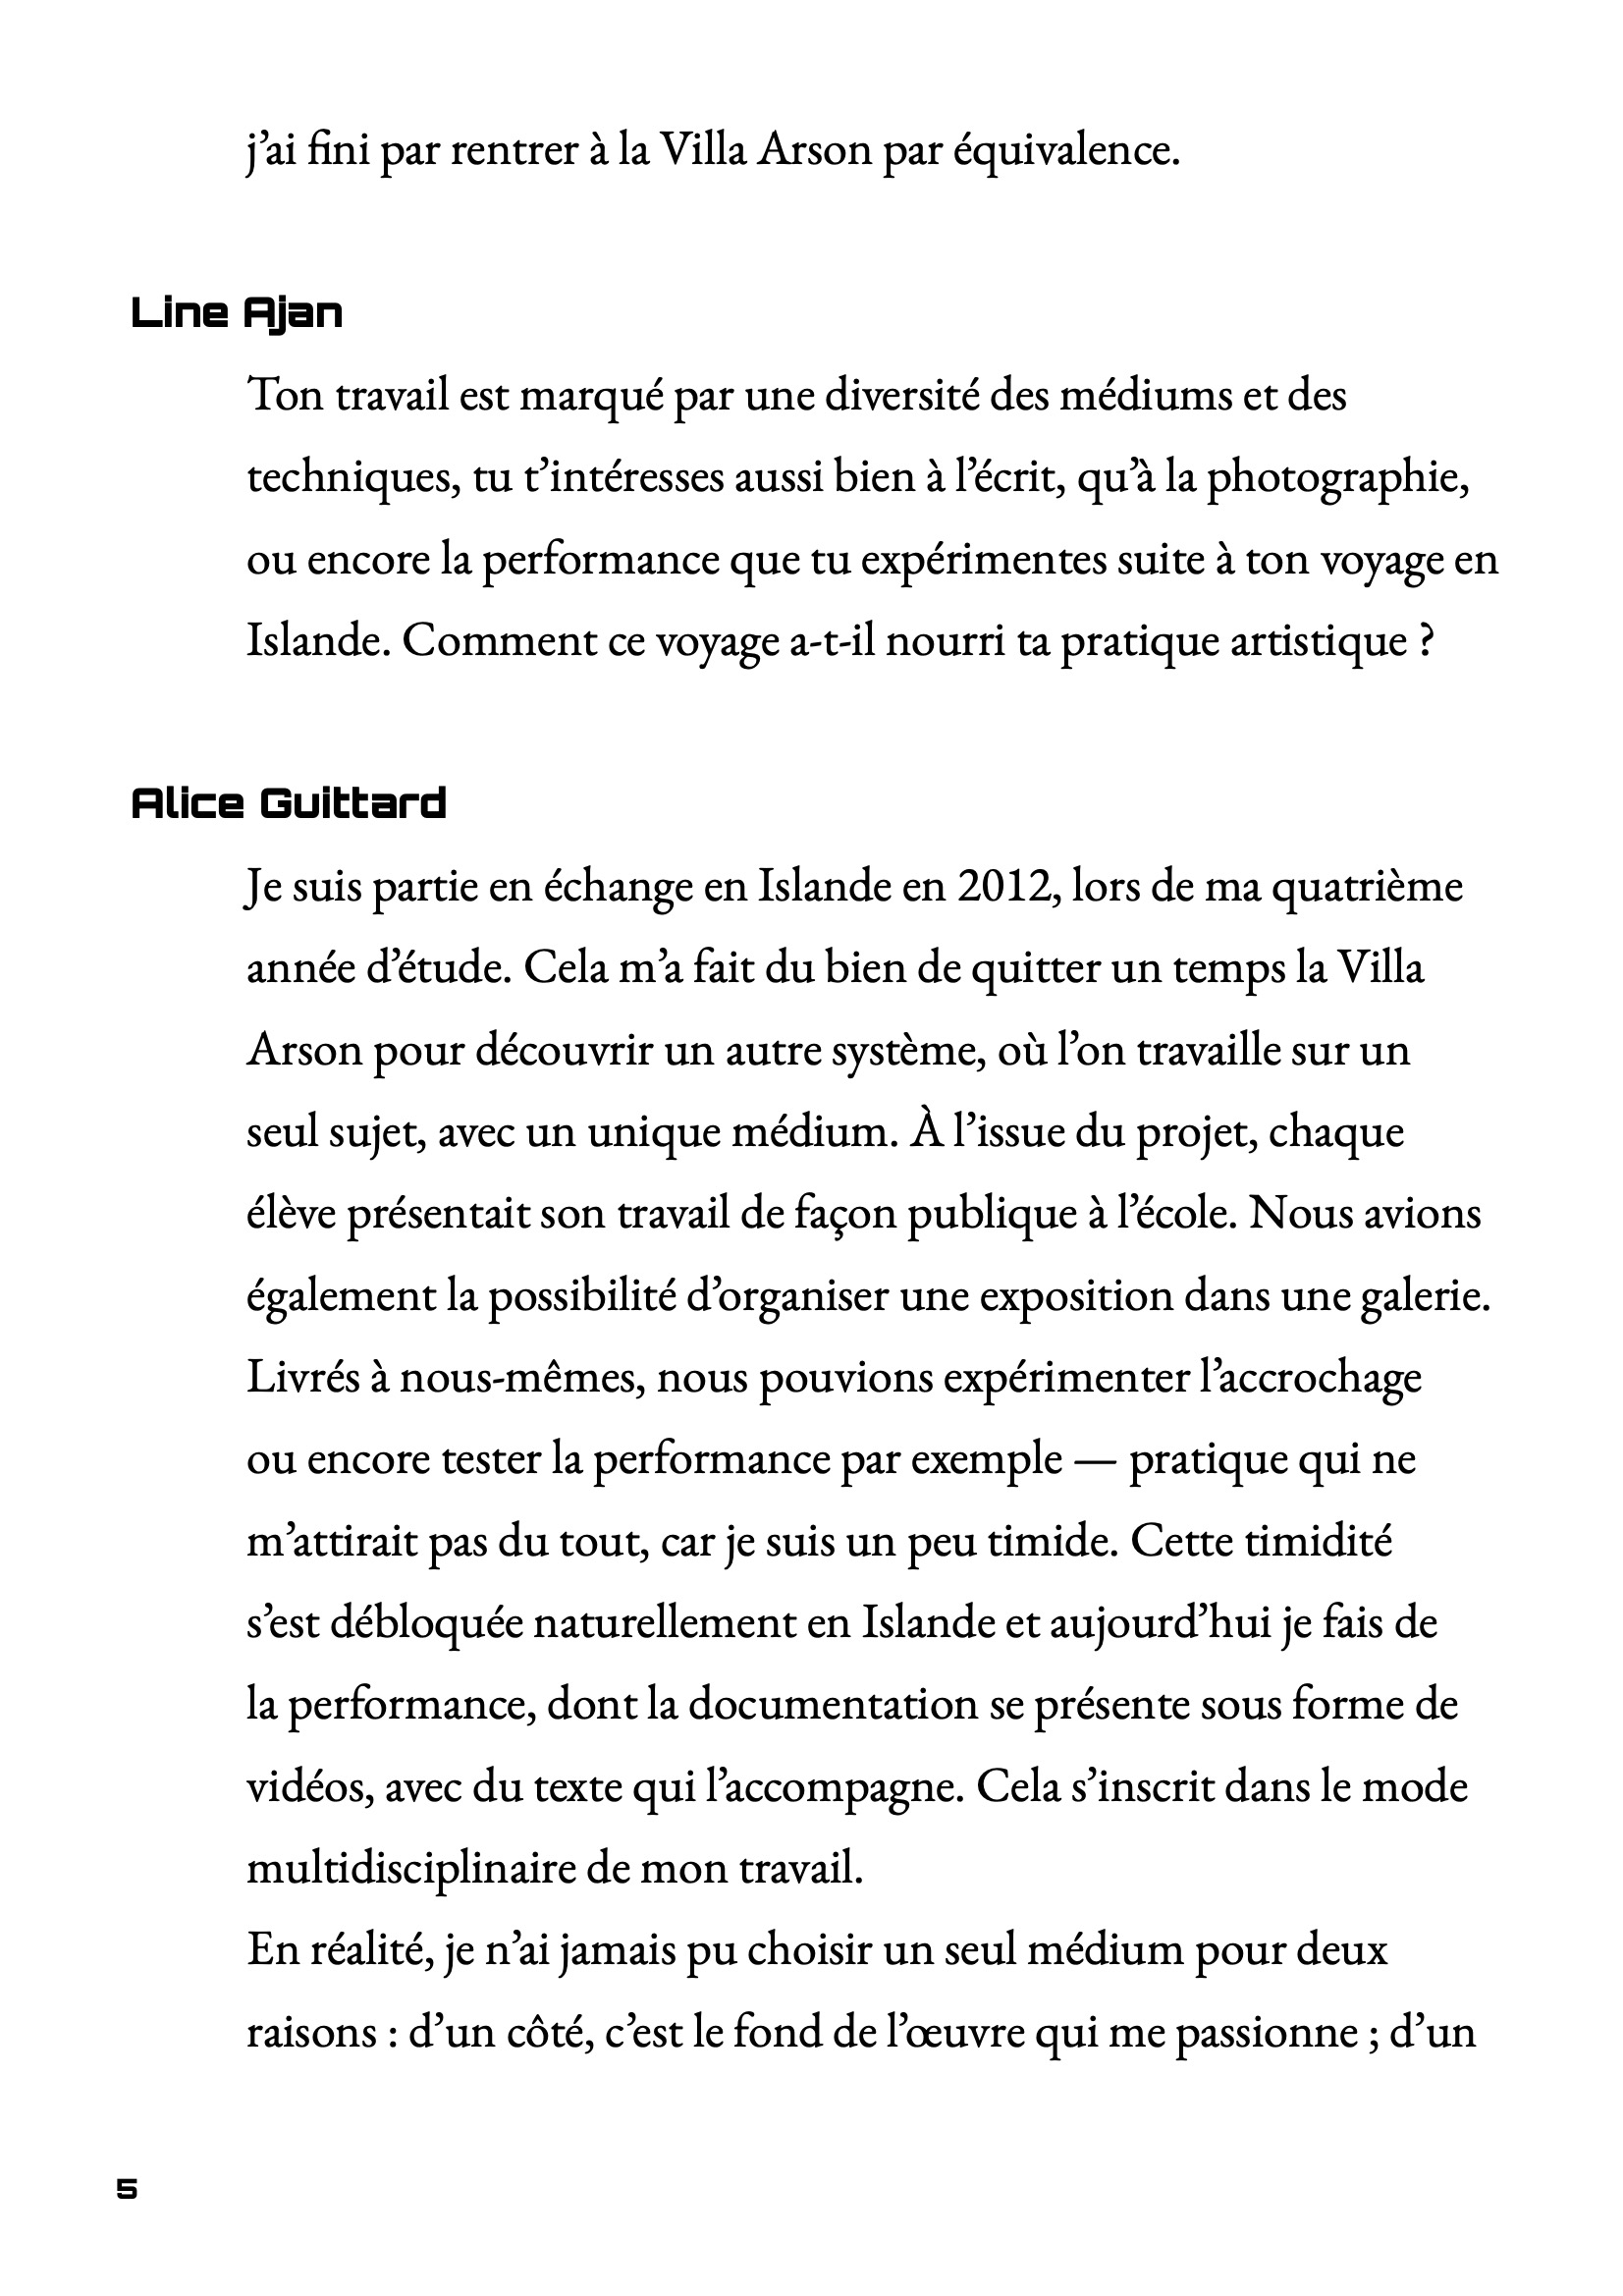 j’ai fini par rentrer à la Villa Arson par équivalence.
Line Ajan
Ton travail est marqué par une diversité des médiums et des
techniques, tu t’intéresses aussi bien à l’écrit, qu’à la photographie,
ou encore la performance que tu expérimentes suite à ton voyage en
Islande. Comment ce voyage a-t-il nourri ta pratique artistique ?
Alice Guittard
Je suis partie en échange en Islande en 2012, lors de ma quatrième
année d’étude. Cela m’a fait du bien de quitter un temps la Villa
Arson pour découvrir un autre système, où l’on travaille sur un
seul sujet, avec un unique médium. À l’issue du projet, chaque
élève présentait son travail de façon publique à l’école. Nous avions
également la possibilité d’organiser une exposition dans une galerie.
Livrés à nous-mêmes, nous pouvions expérimenter l’accrochage
ou encore tester la performance par exemple — pratique qui ne
m’attirait pas du tout, car je suis un peu timide. Cette timidité
s’est débloquée naturellement en Islande et aujourd’hui je fais de
la performance, dont la documentation se présente sous forme de
vidéos, avec du texte qui l’accompagne. Cela s’inscrit dans le mode
multidisciplinaire de mon travail.
En réalité, je n’ai jamais pu choisir un seul médium pour deux
raisons : d’un côté, c’est le fond de l’œuvre qui me passionne ; d’un
5